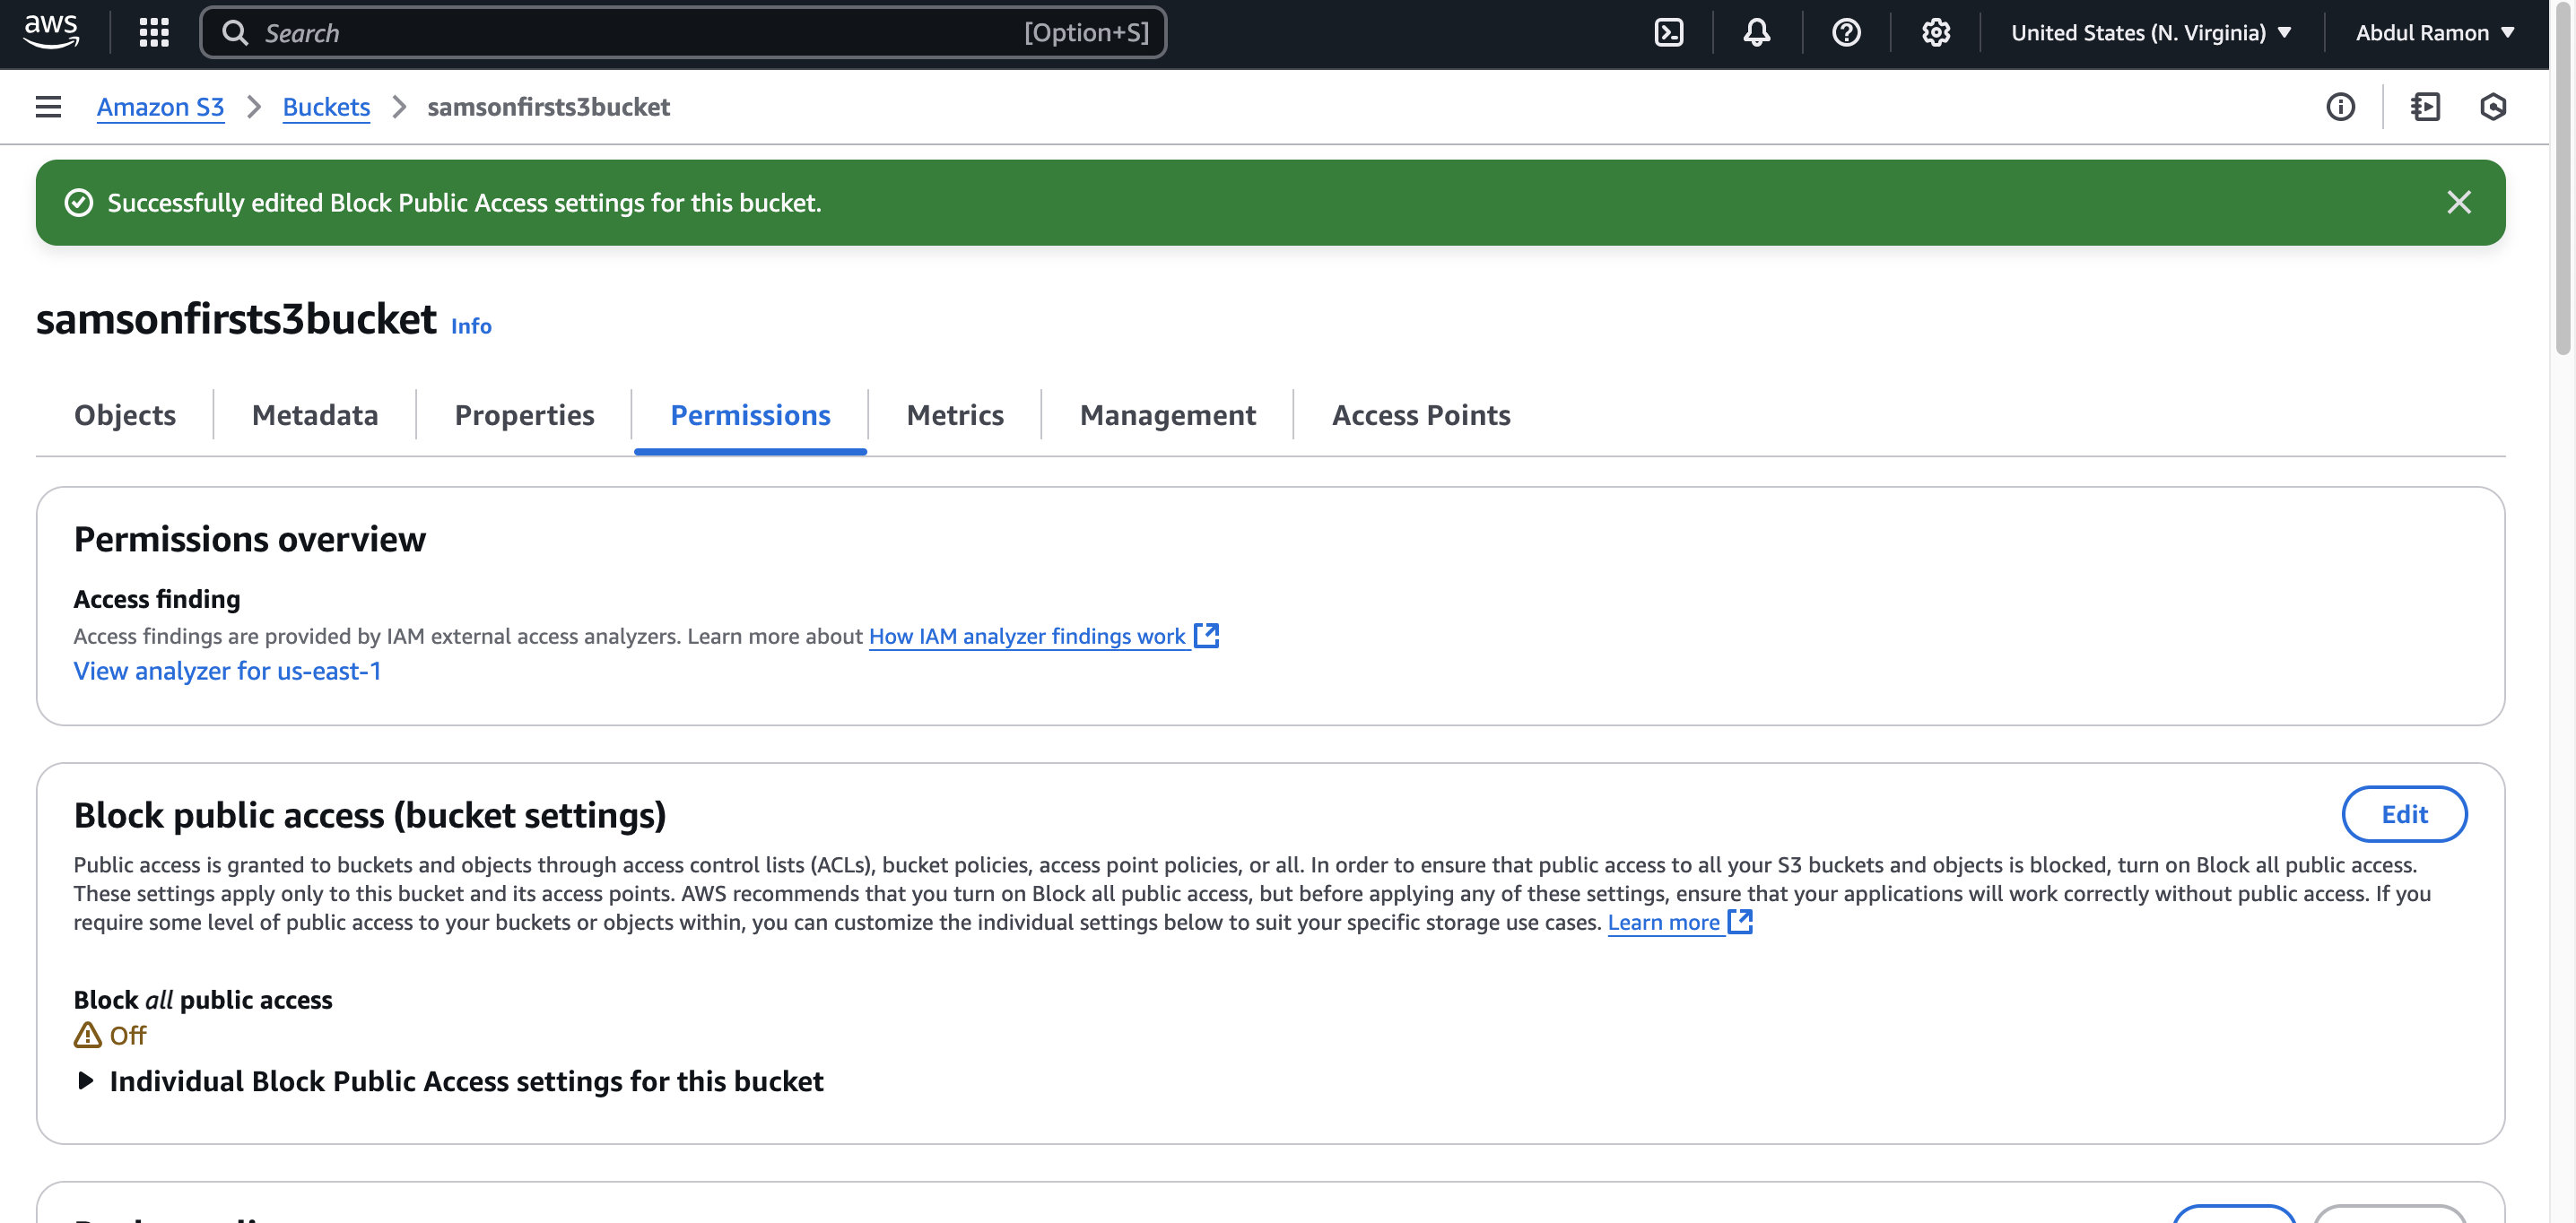 aws
Search
[Option+S]
United States (N. Virginia)
Abdul Ramon
Amazon S3
Buckets
samsonfirsts3bucket
Successfully edited Block Public Access settings for this bucket.
samsonfirsts3bucket Info
Objects
Metadata
Properties
Permissions
Metrics
Management
Access Points
Permissions overview
Access finding
Access findings are provided by IAM external access analyzers. Learn more about How IAM analyzer findings work
View analyzer for us-east-1
Block public access (bucket settings)
Edit
Public access is granted to buckets and objects through access control lists (ACLs), bucket policies, access point policies, or all. In order to ensure that public access to all your S3 buckets and objects is blocked, turn on Block all public access.
These settings apply only to this bucket and its access points. AWS recommends that you turn on Block all public access, but before applying any of these settings, ensure that your applications will work correctly without public access. If you
require some level of public access to your buckets or objects within, you can customize the individual settings below to suit your specific storage use cases. Learn more
Block all public access
Off
Individual Block Public Access settings for this bucket